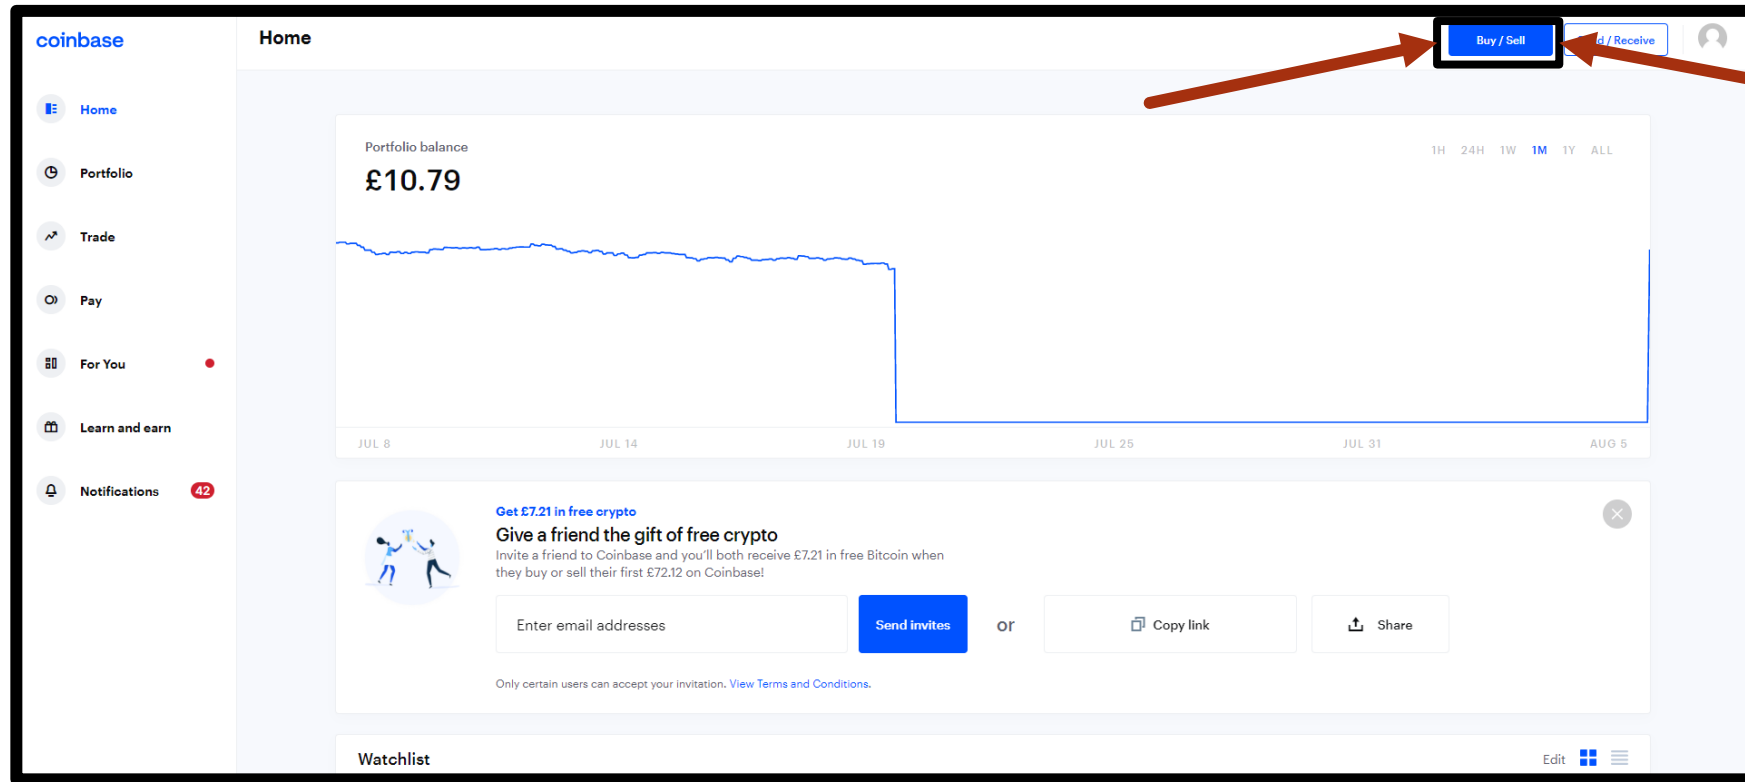 coinbase
Home
Buy / Sell
d / Receive
Home
Portfolio
Trade
Pay
For You
Learn and earn
Notifications 42
Portfolio balance
£10.79
1H 24H 1W 1M 1Y ALL
JUL 8 JUL 14 JUL 19 JUL 25 JUL 31 AUG 5
Get £7.21 in free crypto
Give a friend the gift of free crypto
Invite a friend to Coinbase and you'll both receive £7.21 in free Bitcoin when
they buy or sell their first £72.12 on Coinbase!
Enter email addresses
Send invites
or
Copy link
Share
Only certain users can accept your invitation. View Terms and Conditions.
Watchlist
Edit